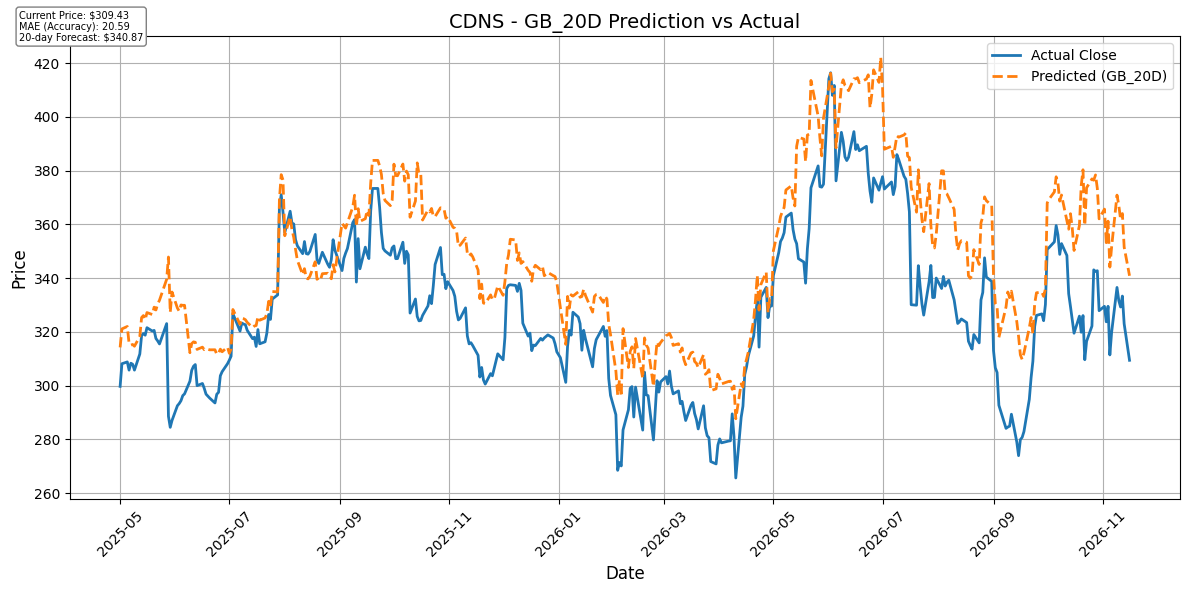 CDNS - GB_20D Prediction vs Actual
Current Price: $309.43
MAE (Accuracy): 20.59
20-day Forecast: $340.87
Actual Close
Predicted (GB_20D)
Price
420
400
380
360
340
320
300
280
260
2025-05
2025-07
2025-09
2025-11
2026-01
2026-03
2026-05
2026-07
2026-09
2026-11
Date